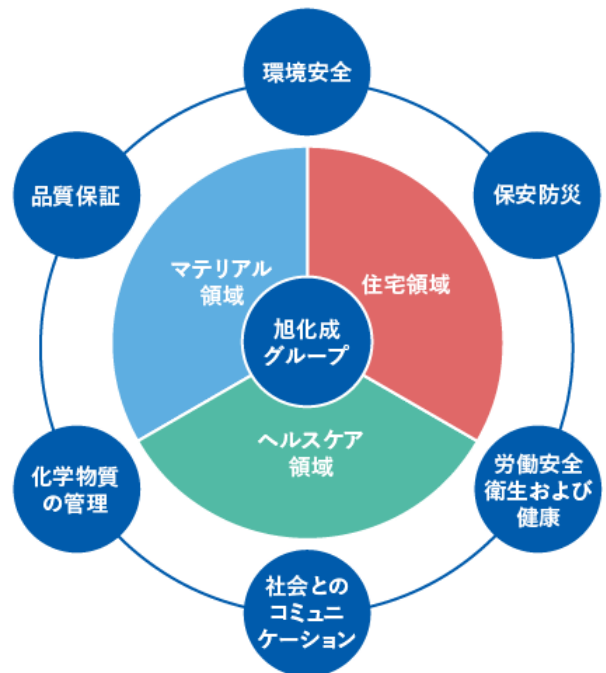 環境安全
品質保証
保安防災
マテリアル
領域
住宅領域
旭化成
グループ
ヘルスケア
領域
化学物質
の管理
労働安全
衛生および
健康
社会との
コミュニ
ケーション